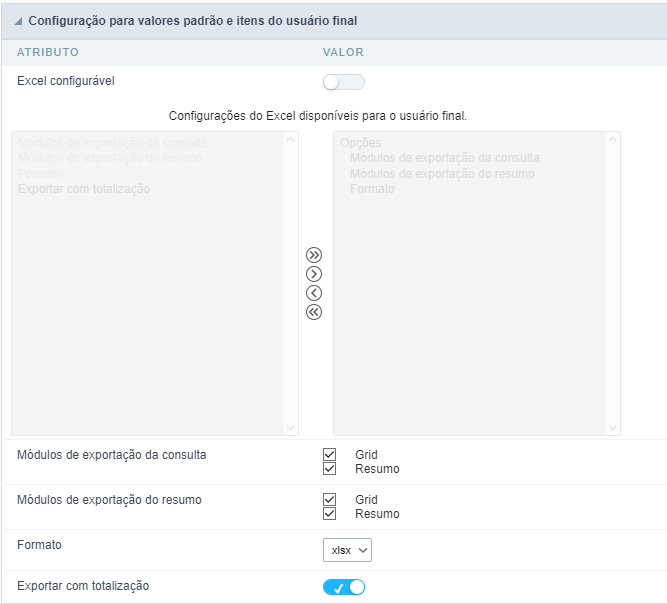 Configuração para valores padrão e itens do usuário final
ATRIBUTO
VALOR
Excel configurável
Configurações do Excel disponíveis para o usuário final.
Módulos de exportação da consulta
Módulos de exportação do resumo
Formato
Exportar com totalização
Opções
Módulos de exportação da consulta
Módulos de exportação do resumo
Formato
Módulos de exportação da consulta
Grid
Resumo
Módulos de exportação do resumo
Grid
Resumo
Formato
xlsx
Exportar com totalização